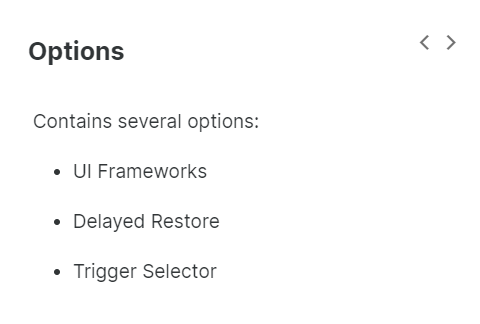 Options
Contains several options:
• UI Frameworks
• Delayed Restore
• Trigger Selector